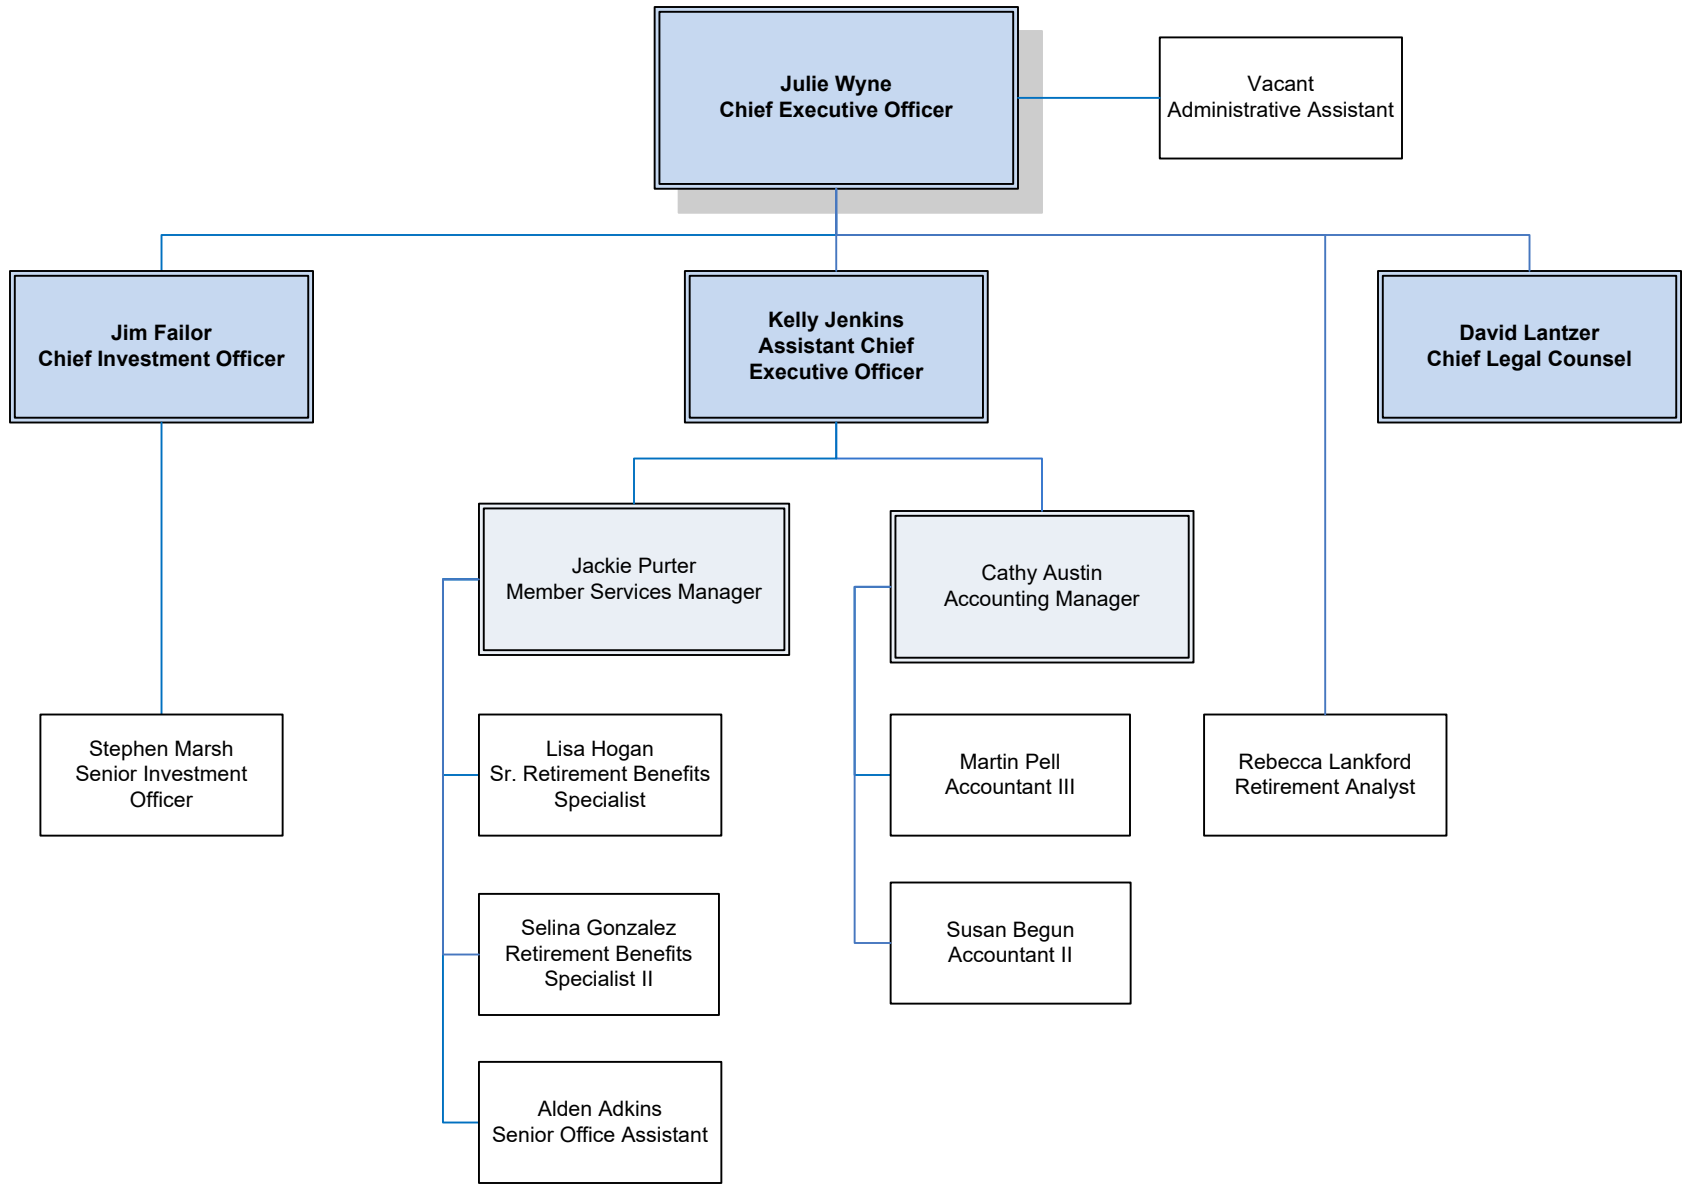 Julie Wyne
Chief Executive Officer
Vacant
Administrative Assistant
Jim Failor
Chief Investment Officer
Kelly Jenkins
Assistant Chief
Executive Officer
David Lantzer
Chief Legal Counsel
Jackie Purter
Member Services Manager
Cathy Austin
Accounting Manager
Stephen Marsh
Senior Investment
Officer
Lisa Hogan
Sr. Retirement Benefits
Specialist
Martin Pell
Accountant III
Rebecca Lankford
Retirement Analyst
Selina Gonzalez
Retirement Benefits
Specialist II
Susan Begun
Accountant II
Alden Adkins
Senior Office Assistant